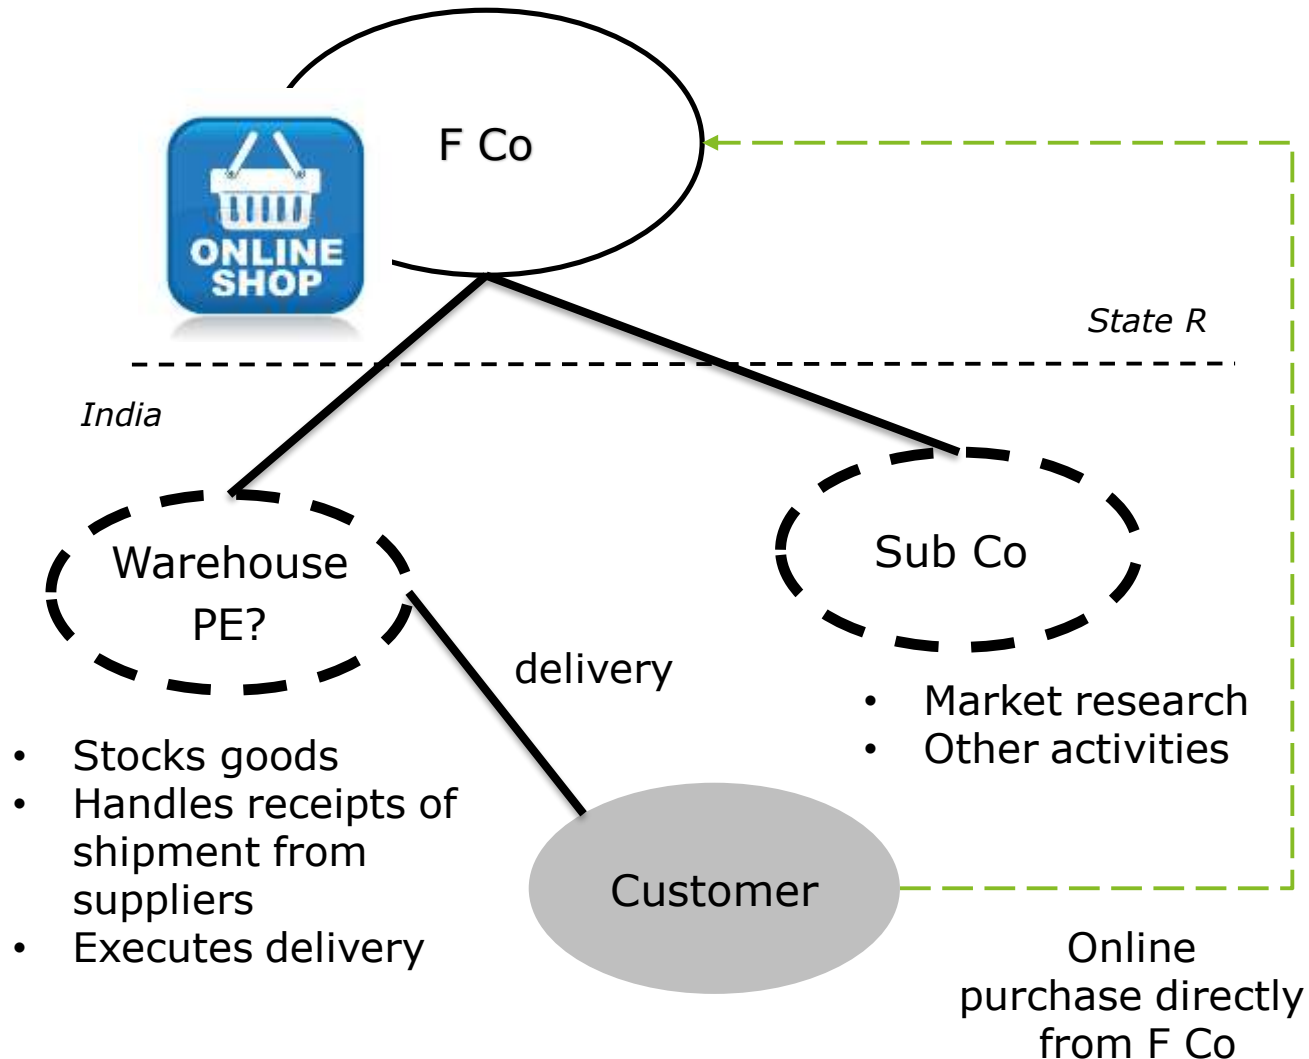 F Co
ONLINE
SHOP
State R
India
Warehouse
PE?
Sub Co
delivery
• Market research
• Other activities
• Stocks goods
• Handles receipts of
shipment from
suppliers
• Executes delivery
Customer
Online
purchase directly
from F Co